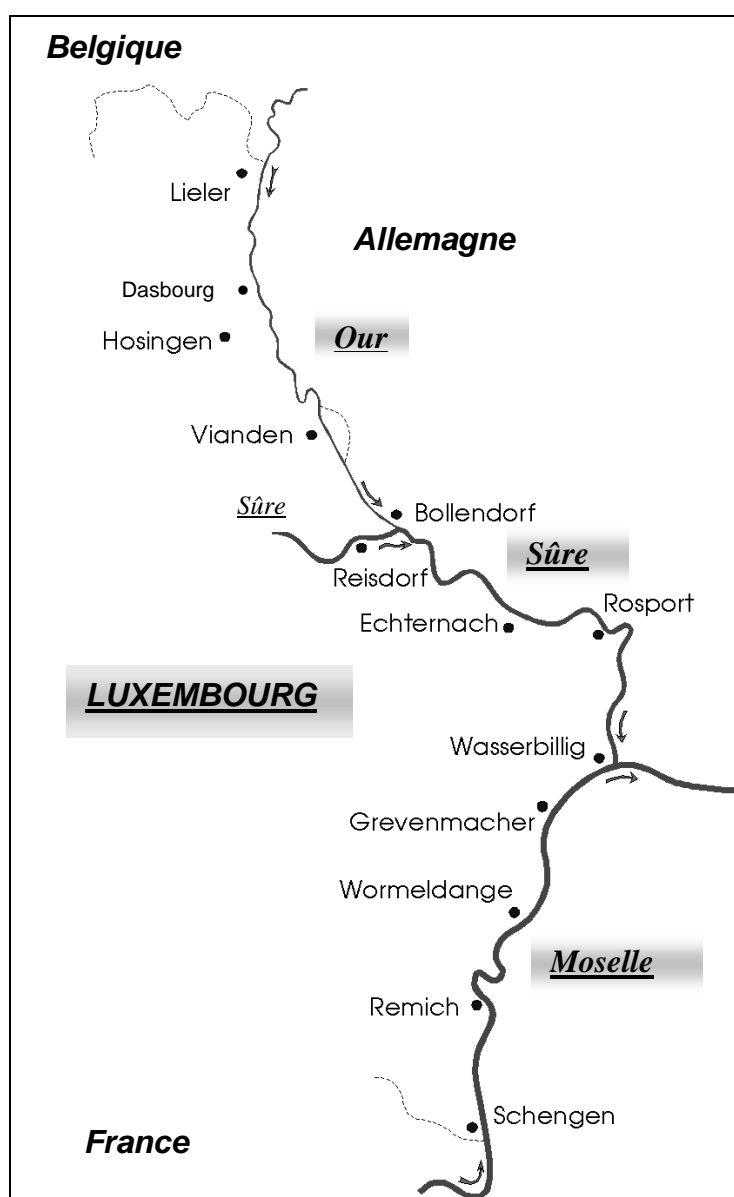 Belgique
Lieler
Allemagne
Dasbourg
Hosingen
Our
Vianden
Sûre
Bollendorf
Sûre
Reisdorf
Rosport
Echternach
LUXEMBOURG
Wasserbillig
Grevenmacher
Wormeldange
Moselle
Remich
Schengen
France